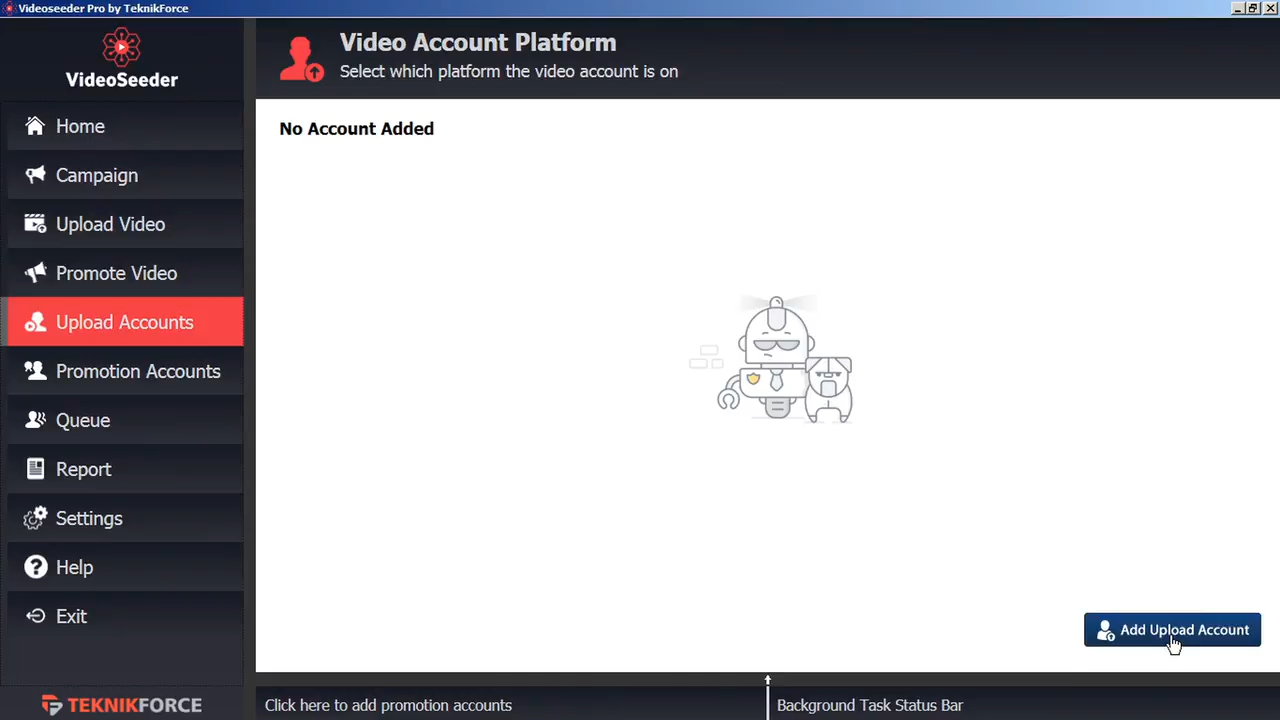 Videoseeder Pro by TeknikForce
VideoSeeder
Home
Campaign
Upload Video
Promote Video
Upload Accounts
Promotion Accounts
Queue
Report
Settings
Help
Exit
TEKNIKFORCE
Video Account Platform
Select which platform the video account is on
No Account Added
Add Upload Account
Click here to add promotion accounts
Background Task Status Bar